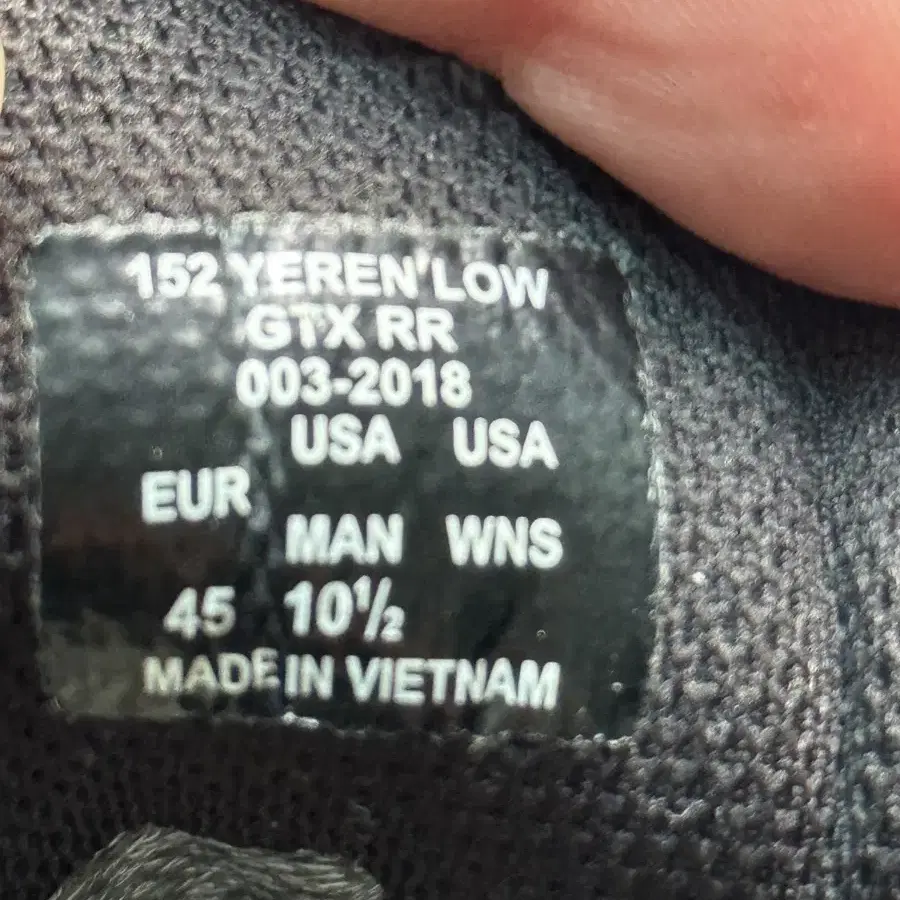 152 YEREN LOW
GTX RR
003-2018
USA USA
EUR
MAN WNS
45 10½
MADE IN VIETNAM